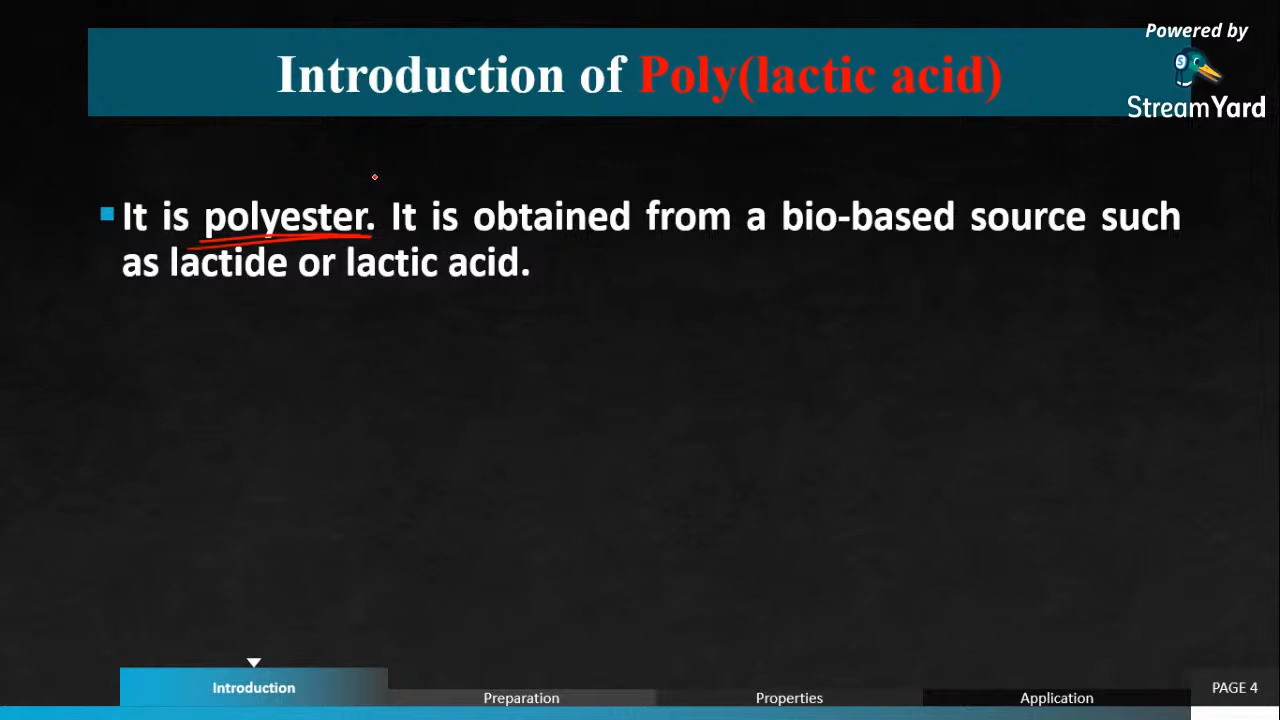 Powered by
StreamYard
Introduction of Poly(lactic acid)
It is polyester. It is obtained from a bio-based source such
as lactide or lactic acid.
Introduction
Preparation
Properties
Application
PAGE 4